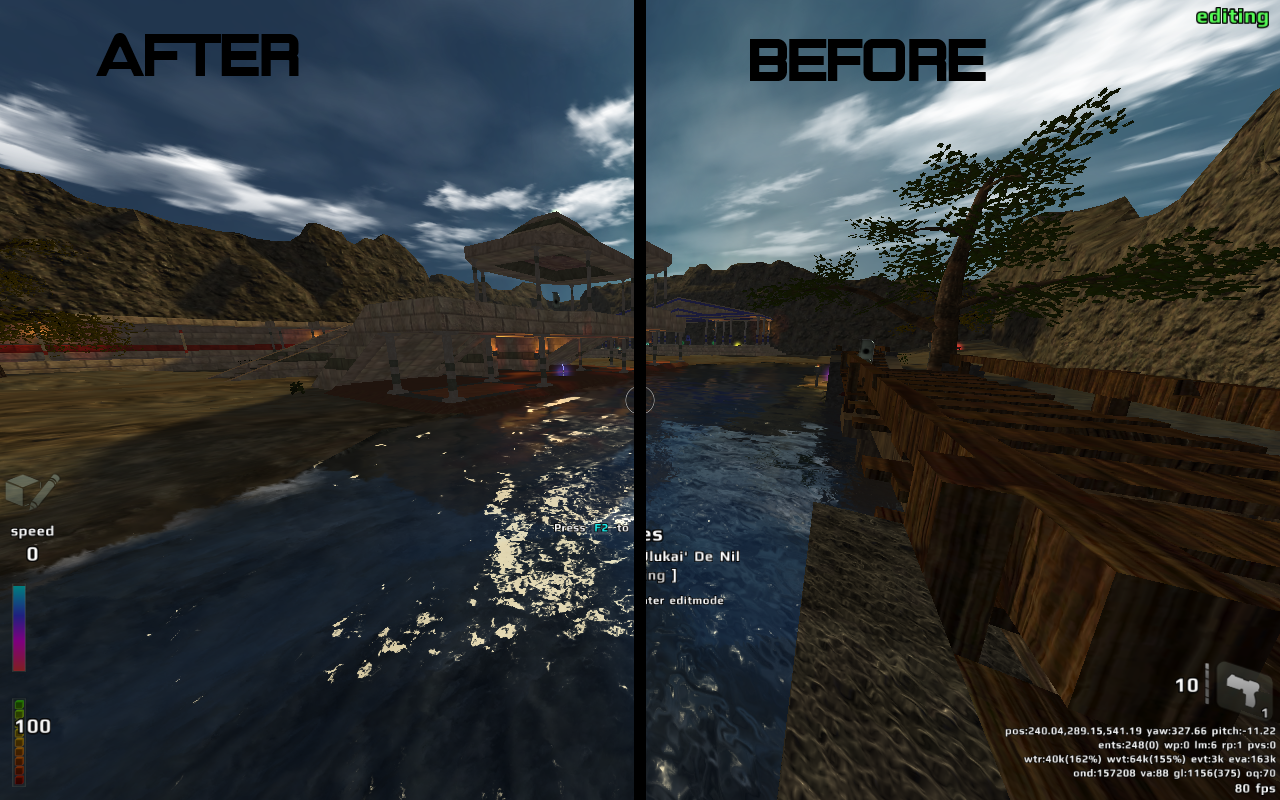 AFTER
BEFORE
editing
speed
0
100
Press F2 to
es
lukai' De Nil
ng ]
nter editmode
10
1
pos:240.04,289.15,541.19 yaw:327.66 pitch:-11.22
ents:248(0) wp:0 lm:6 rp:1 pvs:0
wtr:40k(162%) wvt:64k(155%) evt:3k eva:163k
ond:157208 va:88 gl:1156(375) oq:70
80 fps